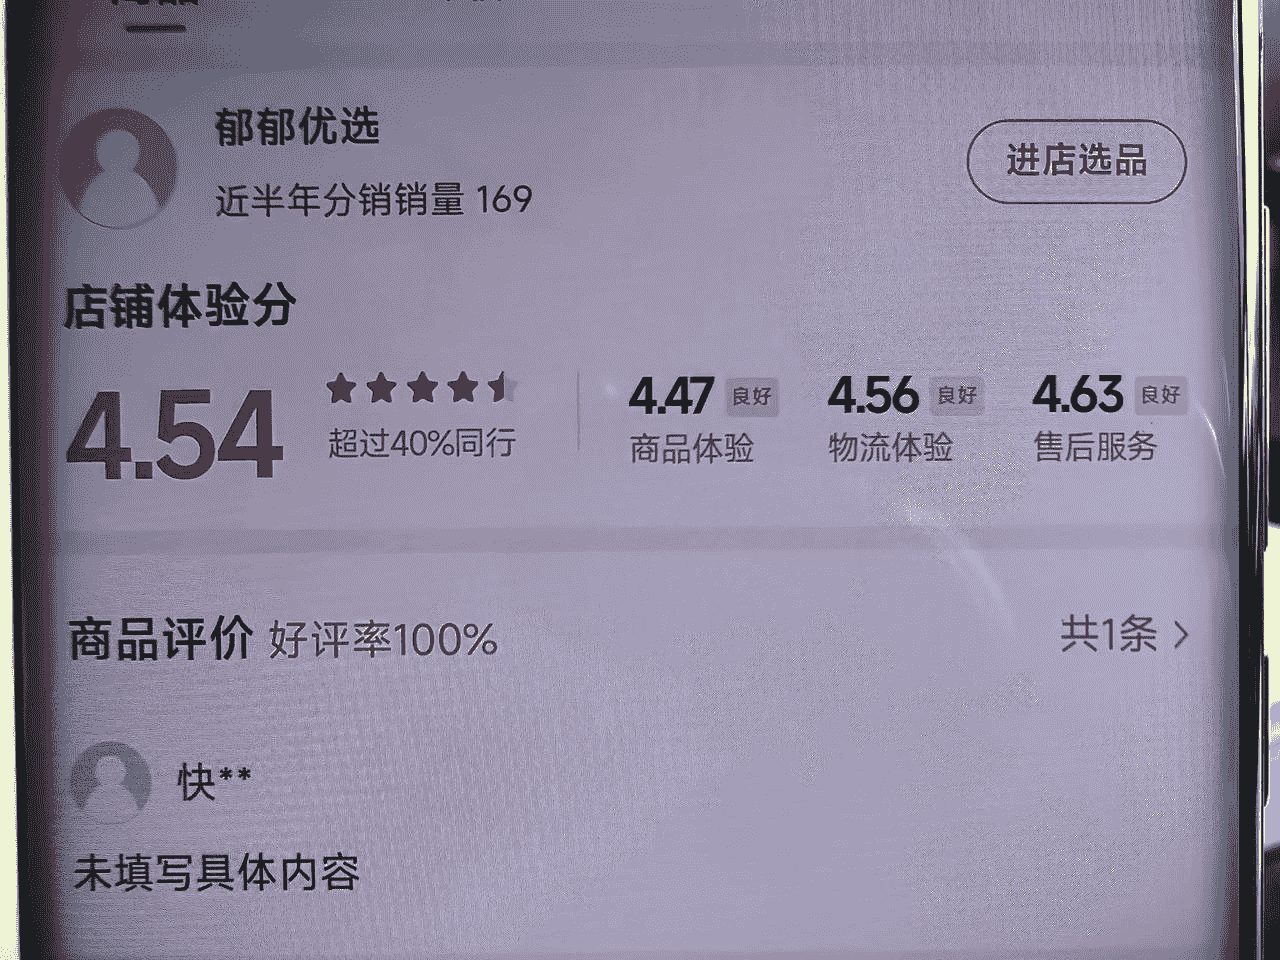 郁郁优选
进店选品
近半年分销销量 169
店铺体验分
4.54
超过40%同行
4.47 良好
商品体验
4.56 良好
物流体验
4.63 良好
售后服务
商品评价 好评率100%
共1条 >
快**
未填写具体内容